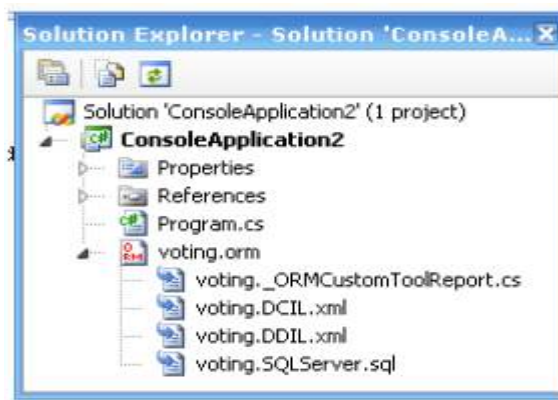 Solution Explorer - Solution 'ConsoleA...
Solution 'ConsoleApplication2' (1 project)
C#
ConsoleApplication2
Properties
References
C#
Program.cs
ORM
voting.orm
voting._ORMCustomToolReport.cs
voting.DCIL.xml
voting.DDIL.xml
voting.SQLServer.sql